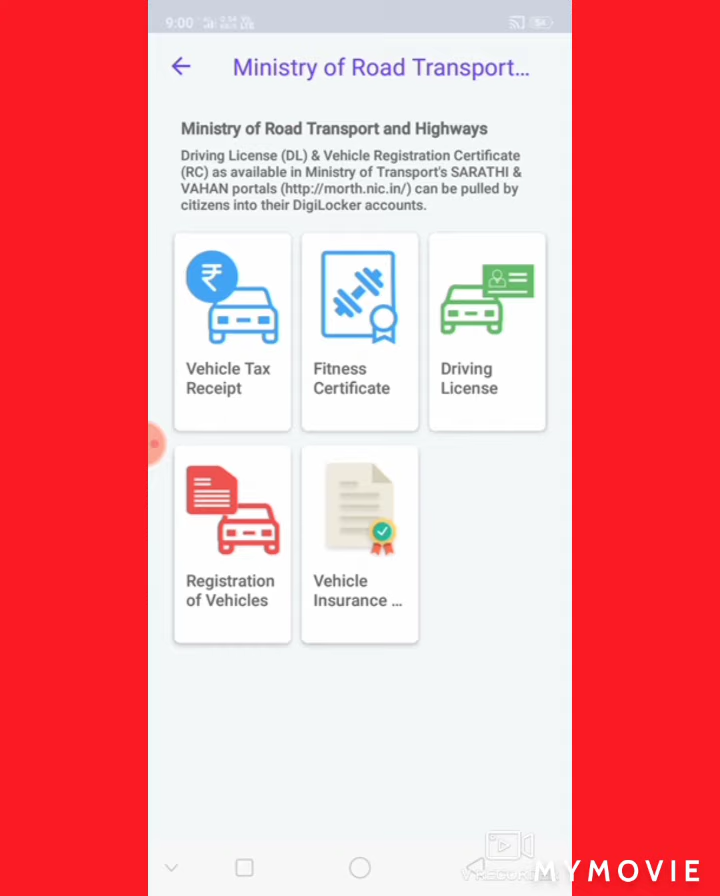 9:00
Ministry of Road Transport...
Ministry of Road Transport and Highways
Driving License (DL) & Vehicle Registration Certificate
(RC) as available in Ministry of Transport's SARATHI &
VAHAN portals (http://morth.nic.in/) can be pulled by
citizens into their DigiLocker accounts.
Vehicle Tax
Receipt
Fitness
Certificate
Driving
License
Registration
of Vehicles
Vehicle
Insurance ...
MYMOVIE